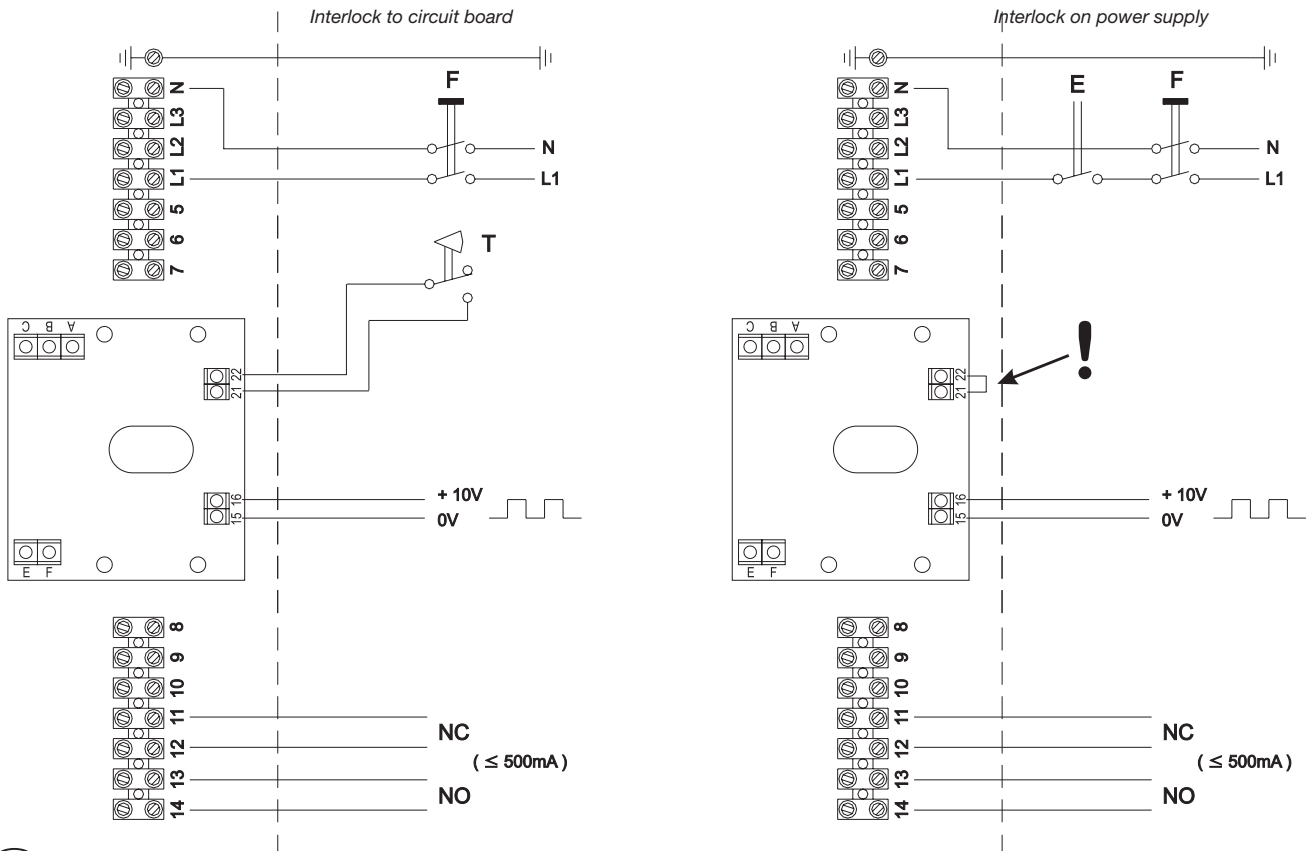 Interlock to circuit board
N
L3
L2
L1
5
6
7
F
N
L1
T
C B A
22
21
16
15
+ 10V
0V
E F
8
9
10
11
12
13
14
NC
( ≤ 500mA )
NO
Interlock on power supply
N
L3
L2
L1
5
6
7
E
F
N
L1
C B A
22
21
!
16
15
+ 10V
0V
E F
8
9
10
11
12
13
14
NC
( ≤ 500mA )
NO